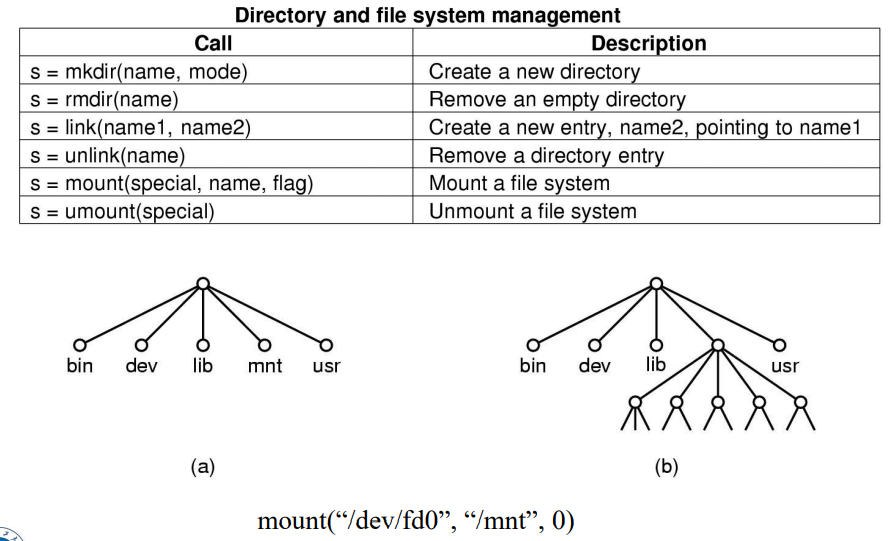 Directory and file system management
Call Description
s = mkdir(name, mode) Create a new directory
s = rmdir(name) Remove an empty directory
s = link(name1, name2) Create a new entry, name2, pointing to name1
s = unlink(name) Remove a directory entry
s = mount(special, name, flag) Mount a file system
s = umount(special) Unmount a file system
bin dev lib mnt usr
bin dev lib usr
(a)
(b)
mount(“/dev/fd0”, “/mnt”, 0)